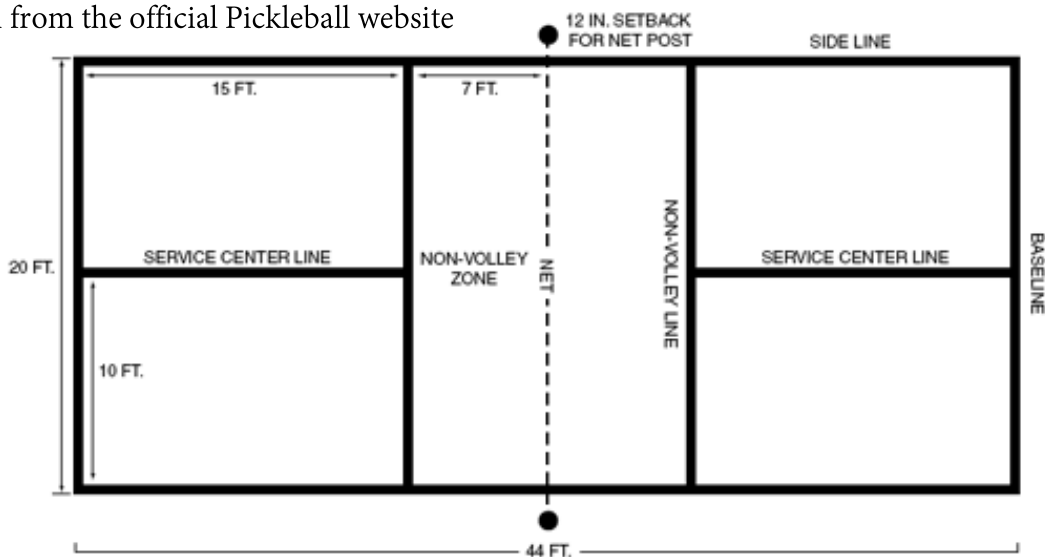 from the official Pickleball website
12 IN. SETBACK
FOR NET POST
SIDE LINE
15 FT.
7 FT.
SERVICE CENTER LINE
NON-VOLLEY
ZONE
NET
NON-VOLLEY LINE
SERVICE CENTER LINE
BASELINE
20 FT.
10 FT.
44 FT.